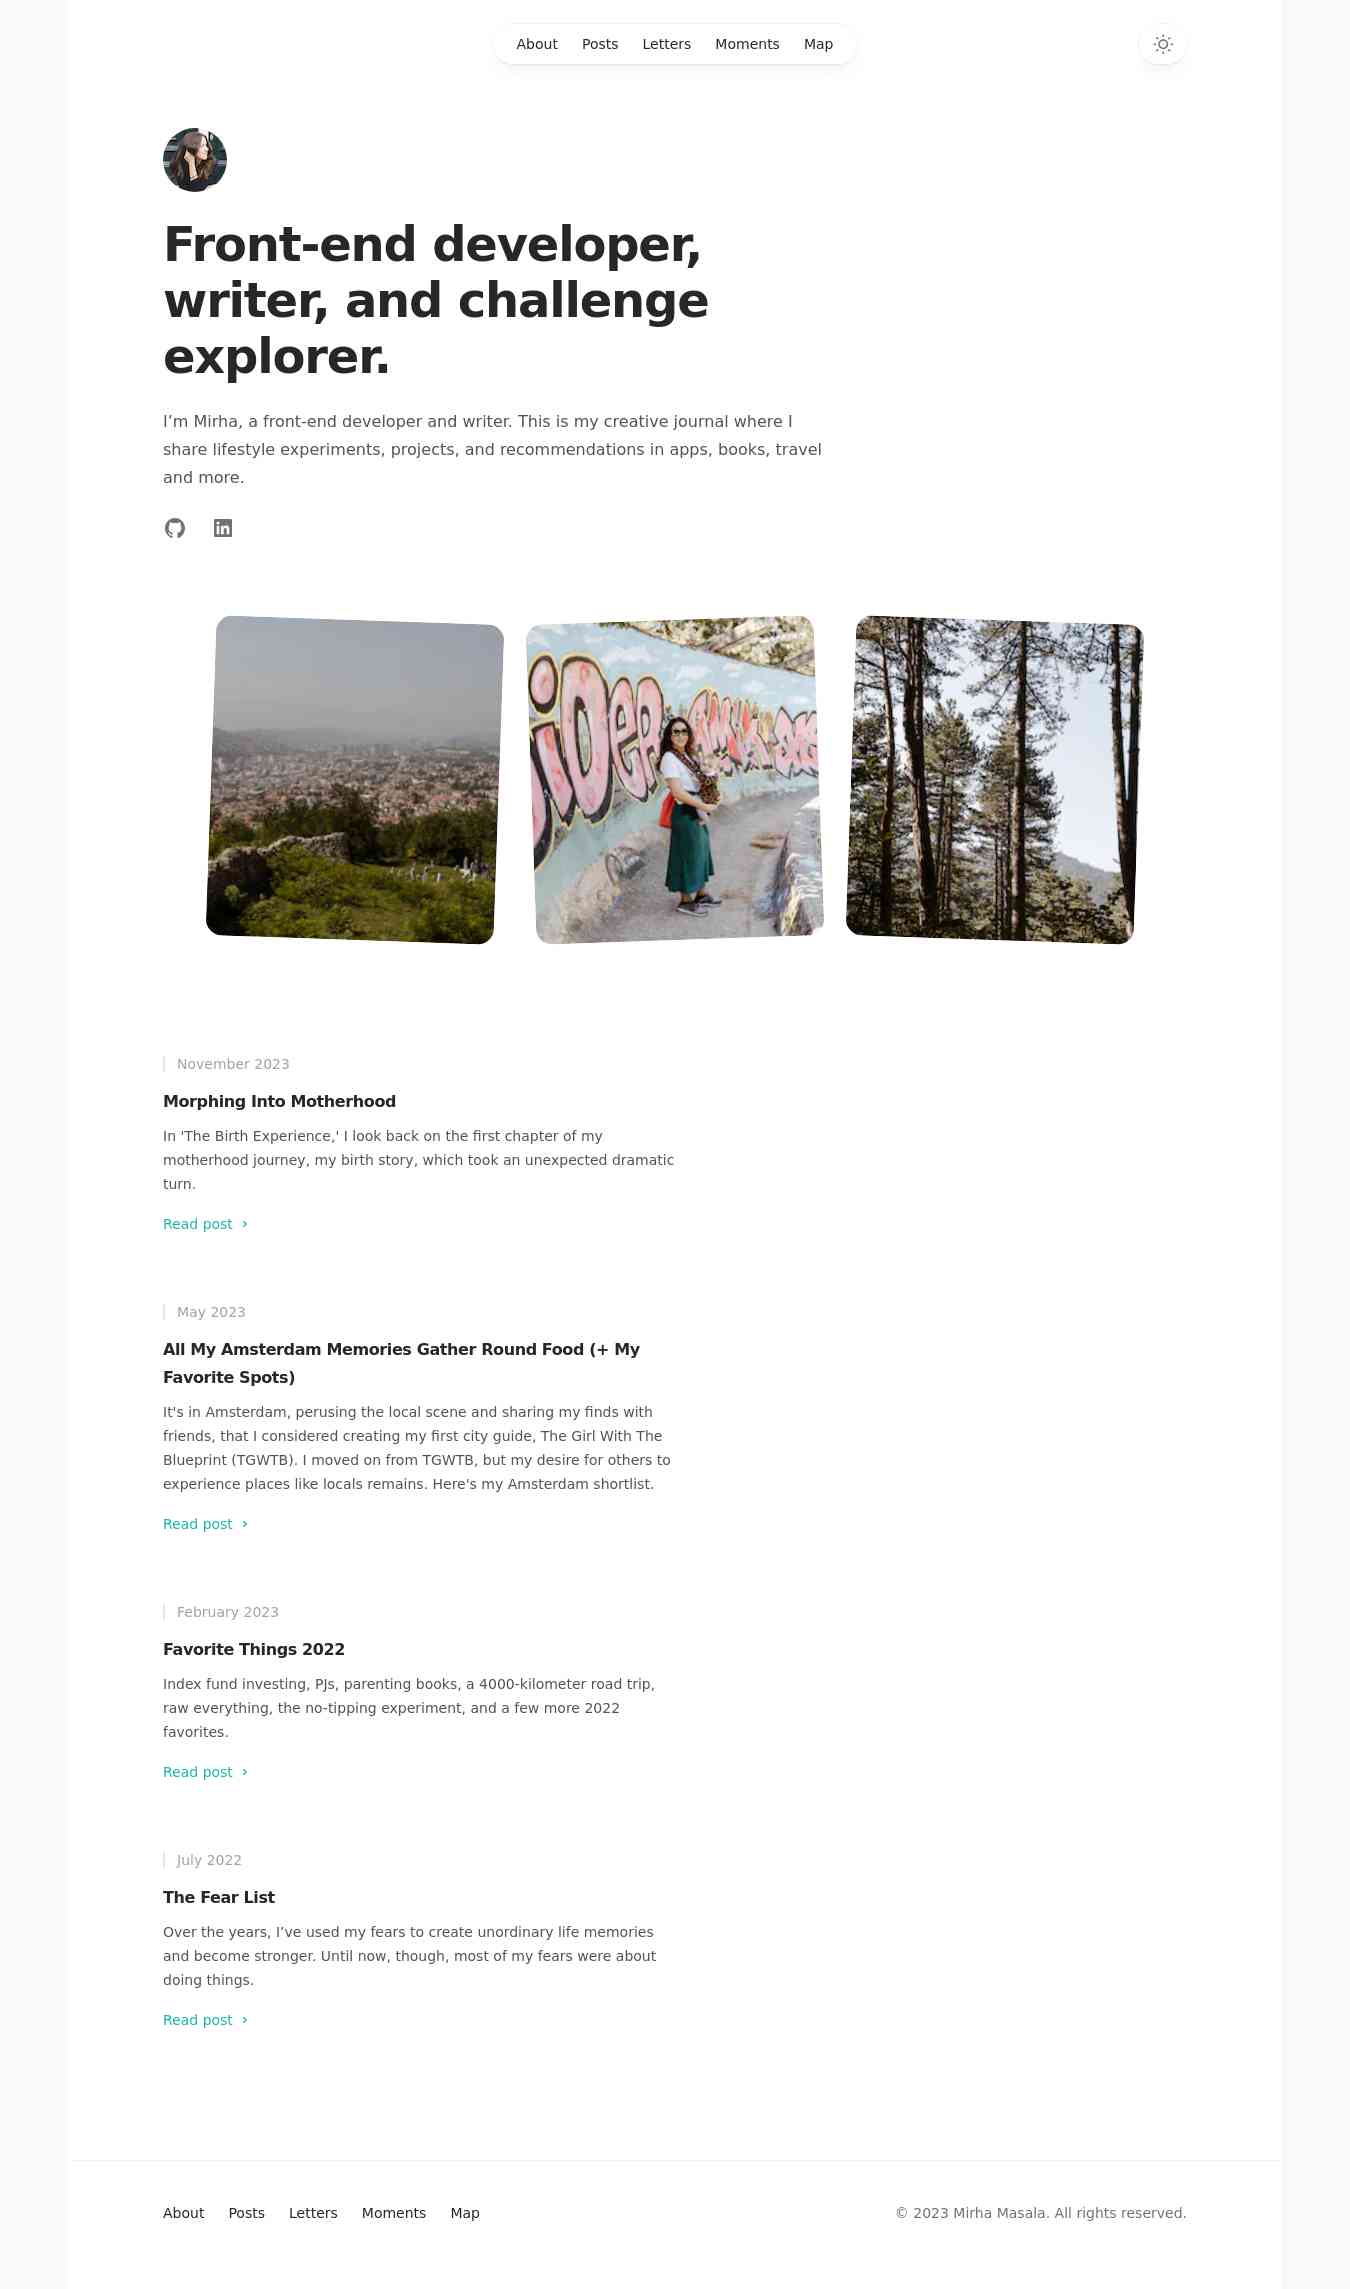 About Posts Letters Moments Map
Front-end developer,
writer, and challenge
explorer.
I’m Mirha, a front-end developer and writer. This is my creative journal where I
share lifestyle experiments, projects, and recommendations in apps, books, travel
and more.
November 2023
Morphing Into Motherhood
In 'The Birth Experience,' I look back on the first chapter of my
motherhood journey, my birth story, which took an unexpected dramatic
turn.
Read post
May 2023
All My Amsterdam Memories Gather Round Food (+ My
Favorite Spots)
It's in Amsterdam, perusing the local scene and sharing my finds with
friends, that I considered creating my first city guide, The Girl With The
Blueprint (TGWTB). I moved on from TGWTB, but my desire for others to
experience places like locals remains. Here's my Amsterdam shortlist.
Read post
February 2023
Favorite Things 2022
Index fund investing, PJs, parenting books, a 4000-kilometer road trip,
raw everything, the no-tipping experiment, and a few more 2022
favorites.
Read post
July 2022
The Fear List
Over the years, I’ve used my fears to create unordinary life memories
and become stronger. Until now, though, most of my fears were about
doing things.
Read post
About Posts Letters Moments Map
© 2023 Mirha Masala. All rights reserved.